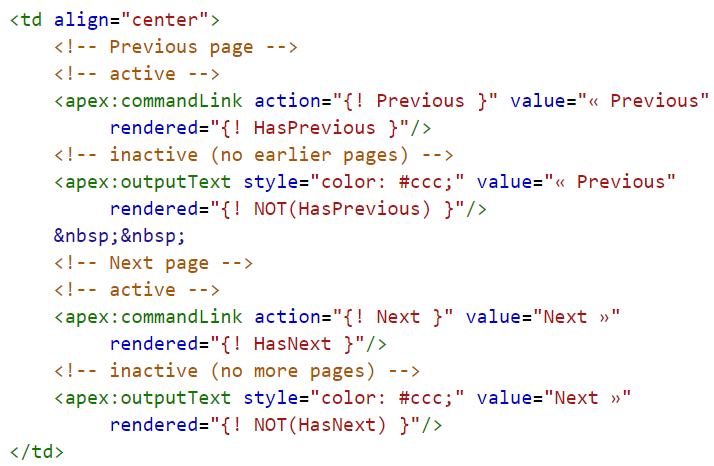 <td align="center">
    <!-- Previous page -->
    <!-- active -->
    <apex:commandLink action="{! Previous }" value="« Previous"
         rendered="{! HasPrevious }"/>
    <!-- inactive (no earlier pages) -->
    <apex:outputText style="color: #ccc;" value="« Previous"
         rendered="{! NOT(HasPrevious) }"/>
    &nbsp;&nbsp;
    <!-- Next page -->
    <!-- active -->
    <apex:commandLink action="{! Next }" value="Next »"
         rendered="{! HasNext }"/>
    <!-- inactive (no more pages) -->
    <apex:outputText style="color: #ccc;" value="Next »"
         rendered="{! NOT(HasNext) }"/>
</td>